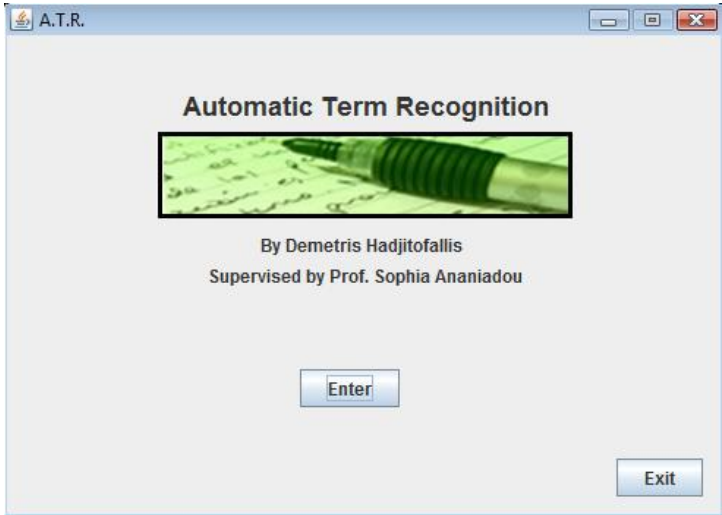 A.T.R.
Automatic Term Recognition
By Demetris Hadjitofallis
Supervised by Prof. Sophia Ananiadou
Enter
Exit